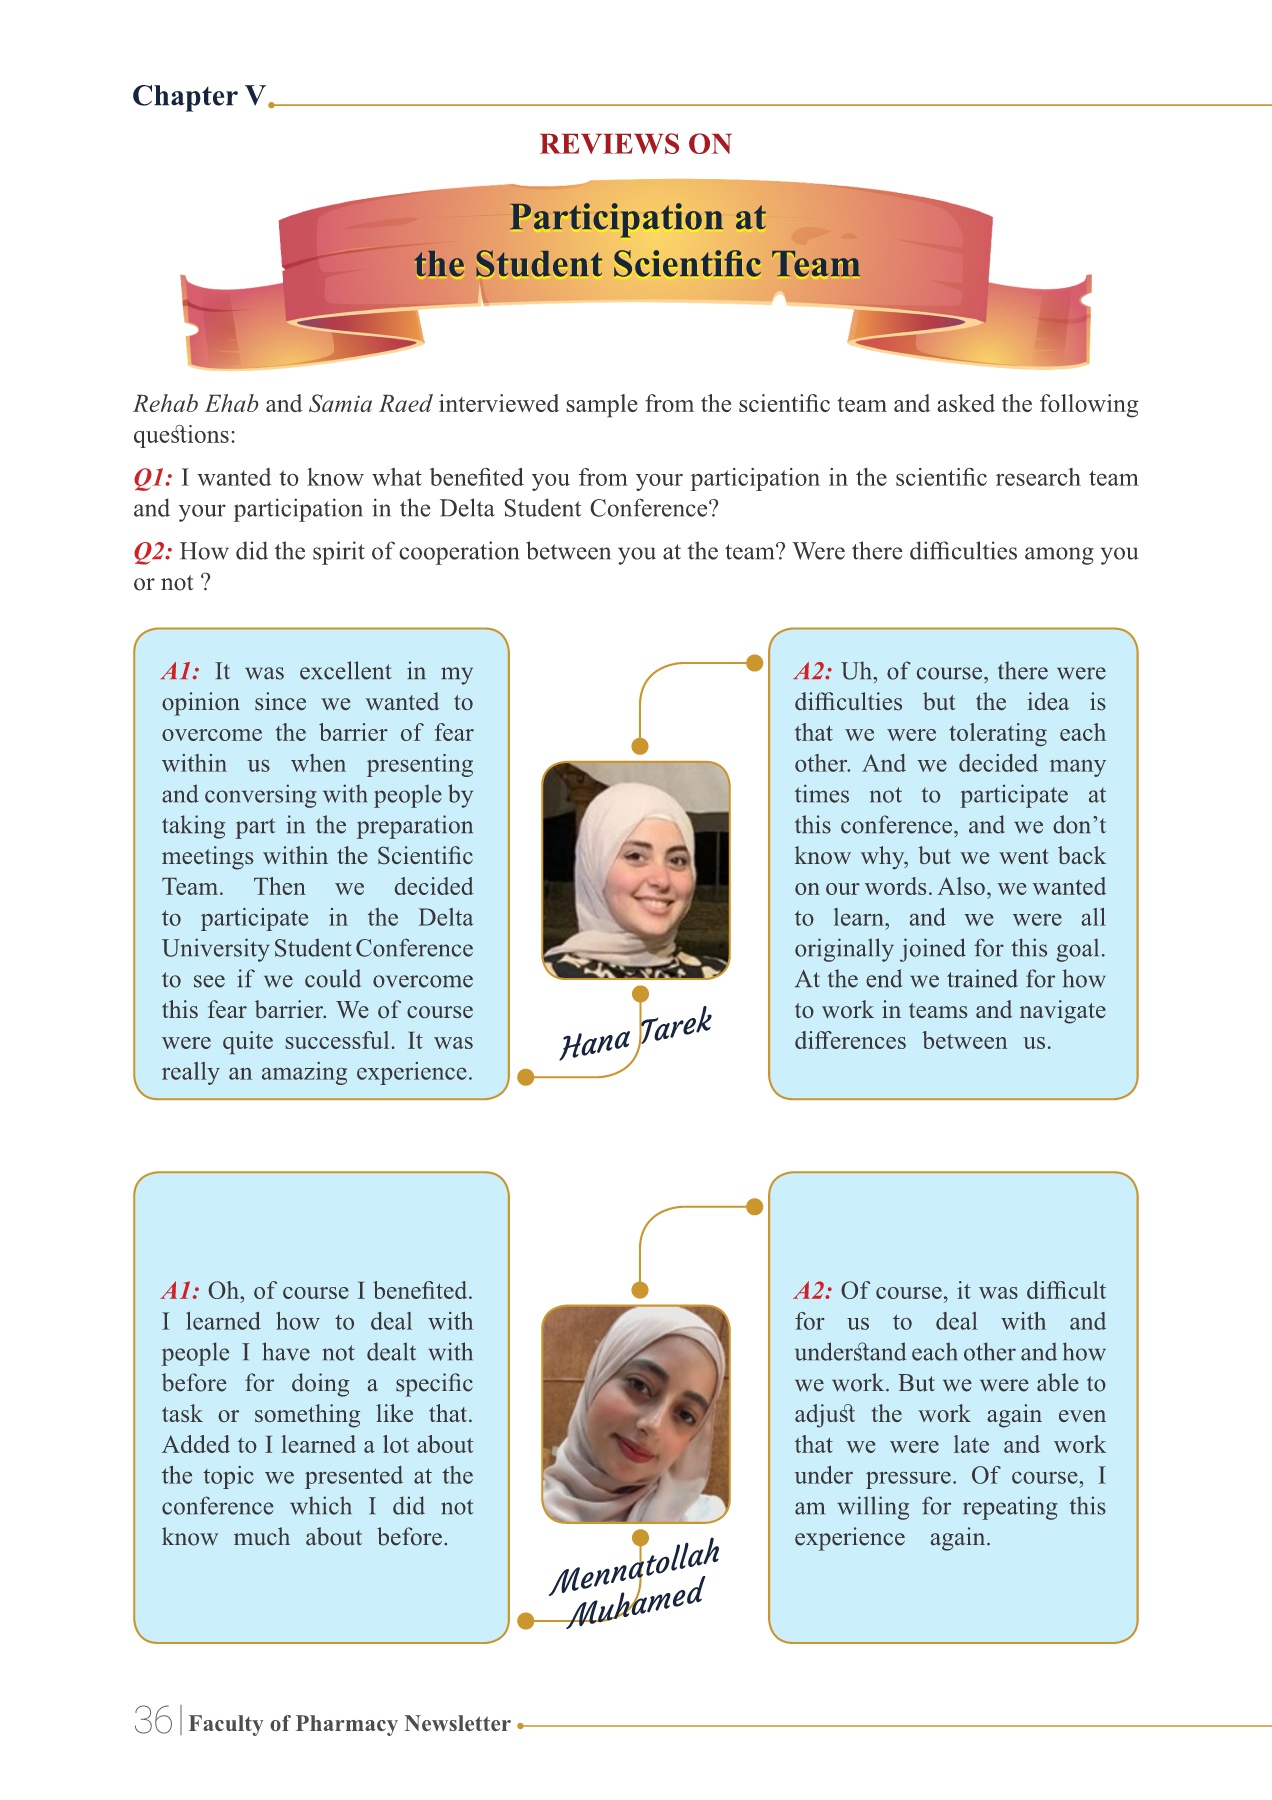 Chapter V
REVIEWS ON
Participation at
the Student Scientific Team
Rehab Ehab and Samia Raed interviewed sample from the scientific team and asked the following
questions:
Q1: I wanted to know what benefited you from your participation in the scientific research team
and your participation in the Delta Student Conference?
Q2: How did the spirit of cooperation between you at the team? Were there difficulties among you
or not ?
A1: It was excellent in my
opinion since we wanted to
overcome the barrier of fear
within us when presenting
and conversing with people by
taking part in the preparation
meetings within the Scientific
Team. Then we decided
to participate in the Delta
University Student Conference
to see if we could overcome
this fear barrier. We of course
were quite successful. It was
really an amazing experience.
Hana Tarek
A2: Uh, of course, there were
difficulties but the idea is
that we were tolerating each
other. And we decided many
times not to participate at
this conference, and we don’t
know why, but we went back
on our words. Also, we wanted
to learn, and we were all
originally joined for this goal.
At the end we trained for how
to work in teams and navigate
differences between us.
A1: Oh, of course I benefited.
I learned how to deal with
people I have not dealt with
before for doing a specific
task or something like that.
Added to I learned a lot about
the topic we presented at the
conference which I did not
know much about before.
Mennatollah
Muhamed
A2: Of course, it was difficult
for us to deal with and
understand each other and how
we work. But we were able to
adjust the work again even
that we were late and work
under pressure. Of course, I
am willing for repeating this
experience again.
36 Faculty of Pharmacy Newsletter